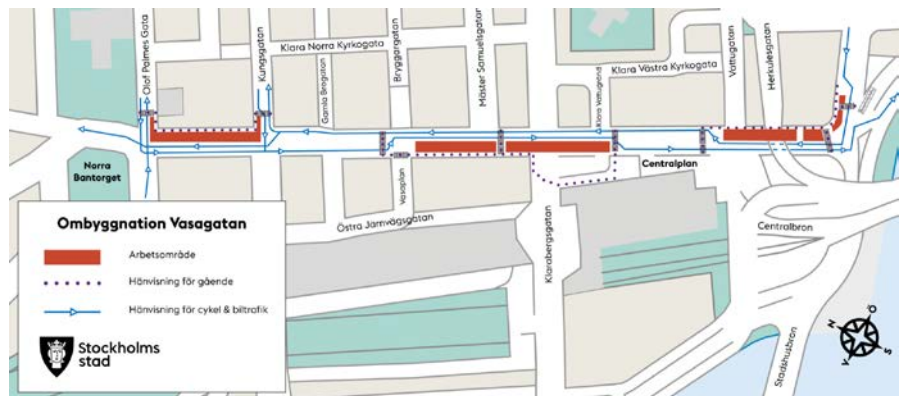 Olof Palmes Gata
Kungsgatan
Klara Norra Kyrkogata
Gamla Brogatan
Bryggargatan
Mäster Samuelsgatan
Klara Västra Kyrkogata
Klara Vattugränd
Vattugatan
Herkulesgatan
Norra
Bantorget
Vasaplan
Centralplan
Östra Järnvägsgatan
Klarabergsgatan
Centralbron
Stadshusbron
Ombyggnation Vasagatan
Arbetsområde
Hänvisning för gående
Hänvisning för cykel & biltrafik
Stockholms
stad
N
Ö
V
S